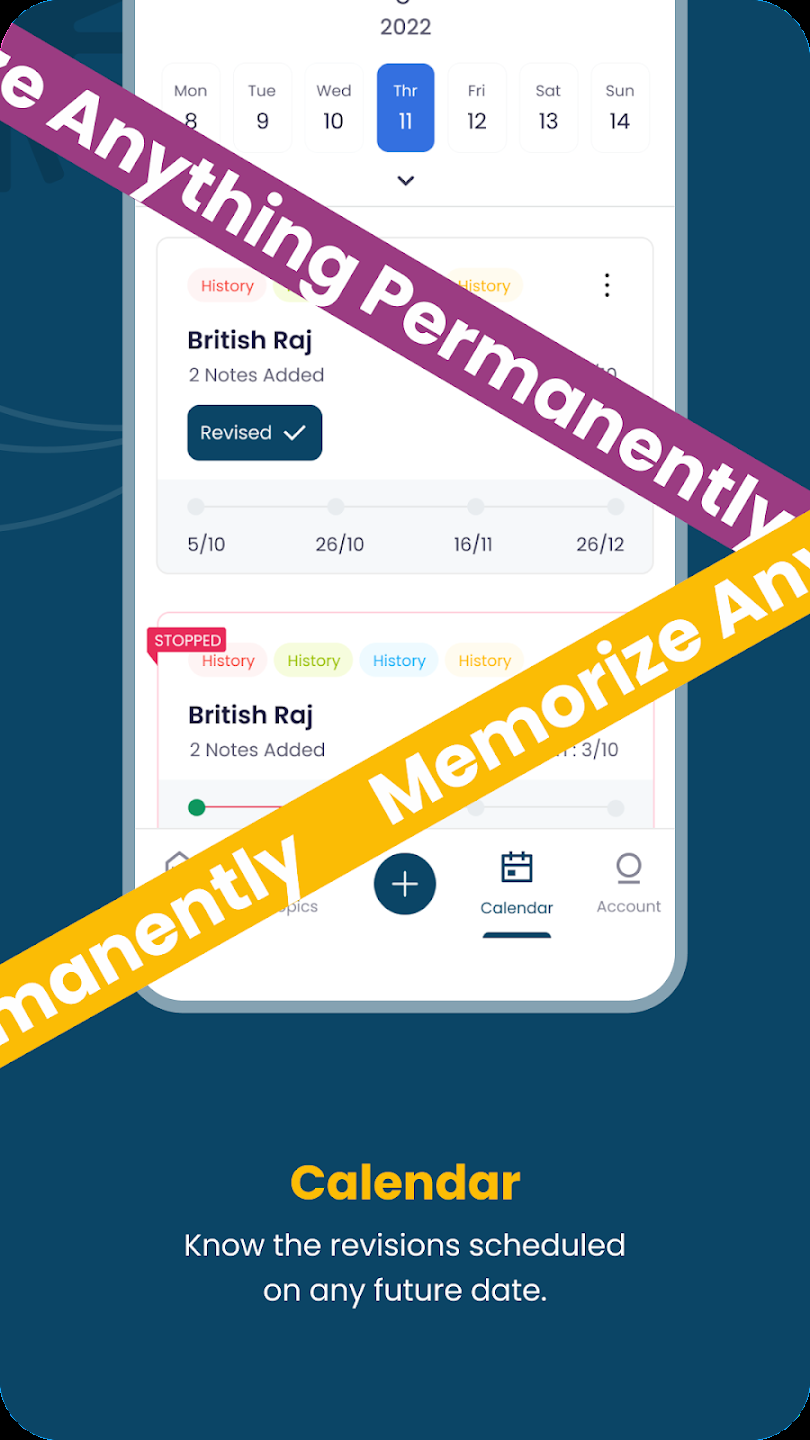 2022
Mon Tue Wed Thr Fri Sat Sun
8 9 10 11 12 13 14
Anything Permanently
History History
British Raj
2 Notes Added
Revised
5/10 26/10 16/11 26/12
STOPPED
History History History History
British Raj
2 Notes Added 3/10
Memorize
Calendar Account
Calendar
Know the revisions scheduled
on any future date.